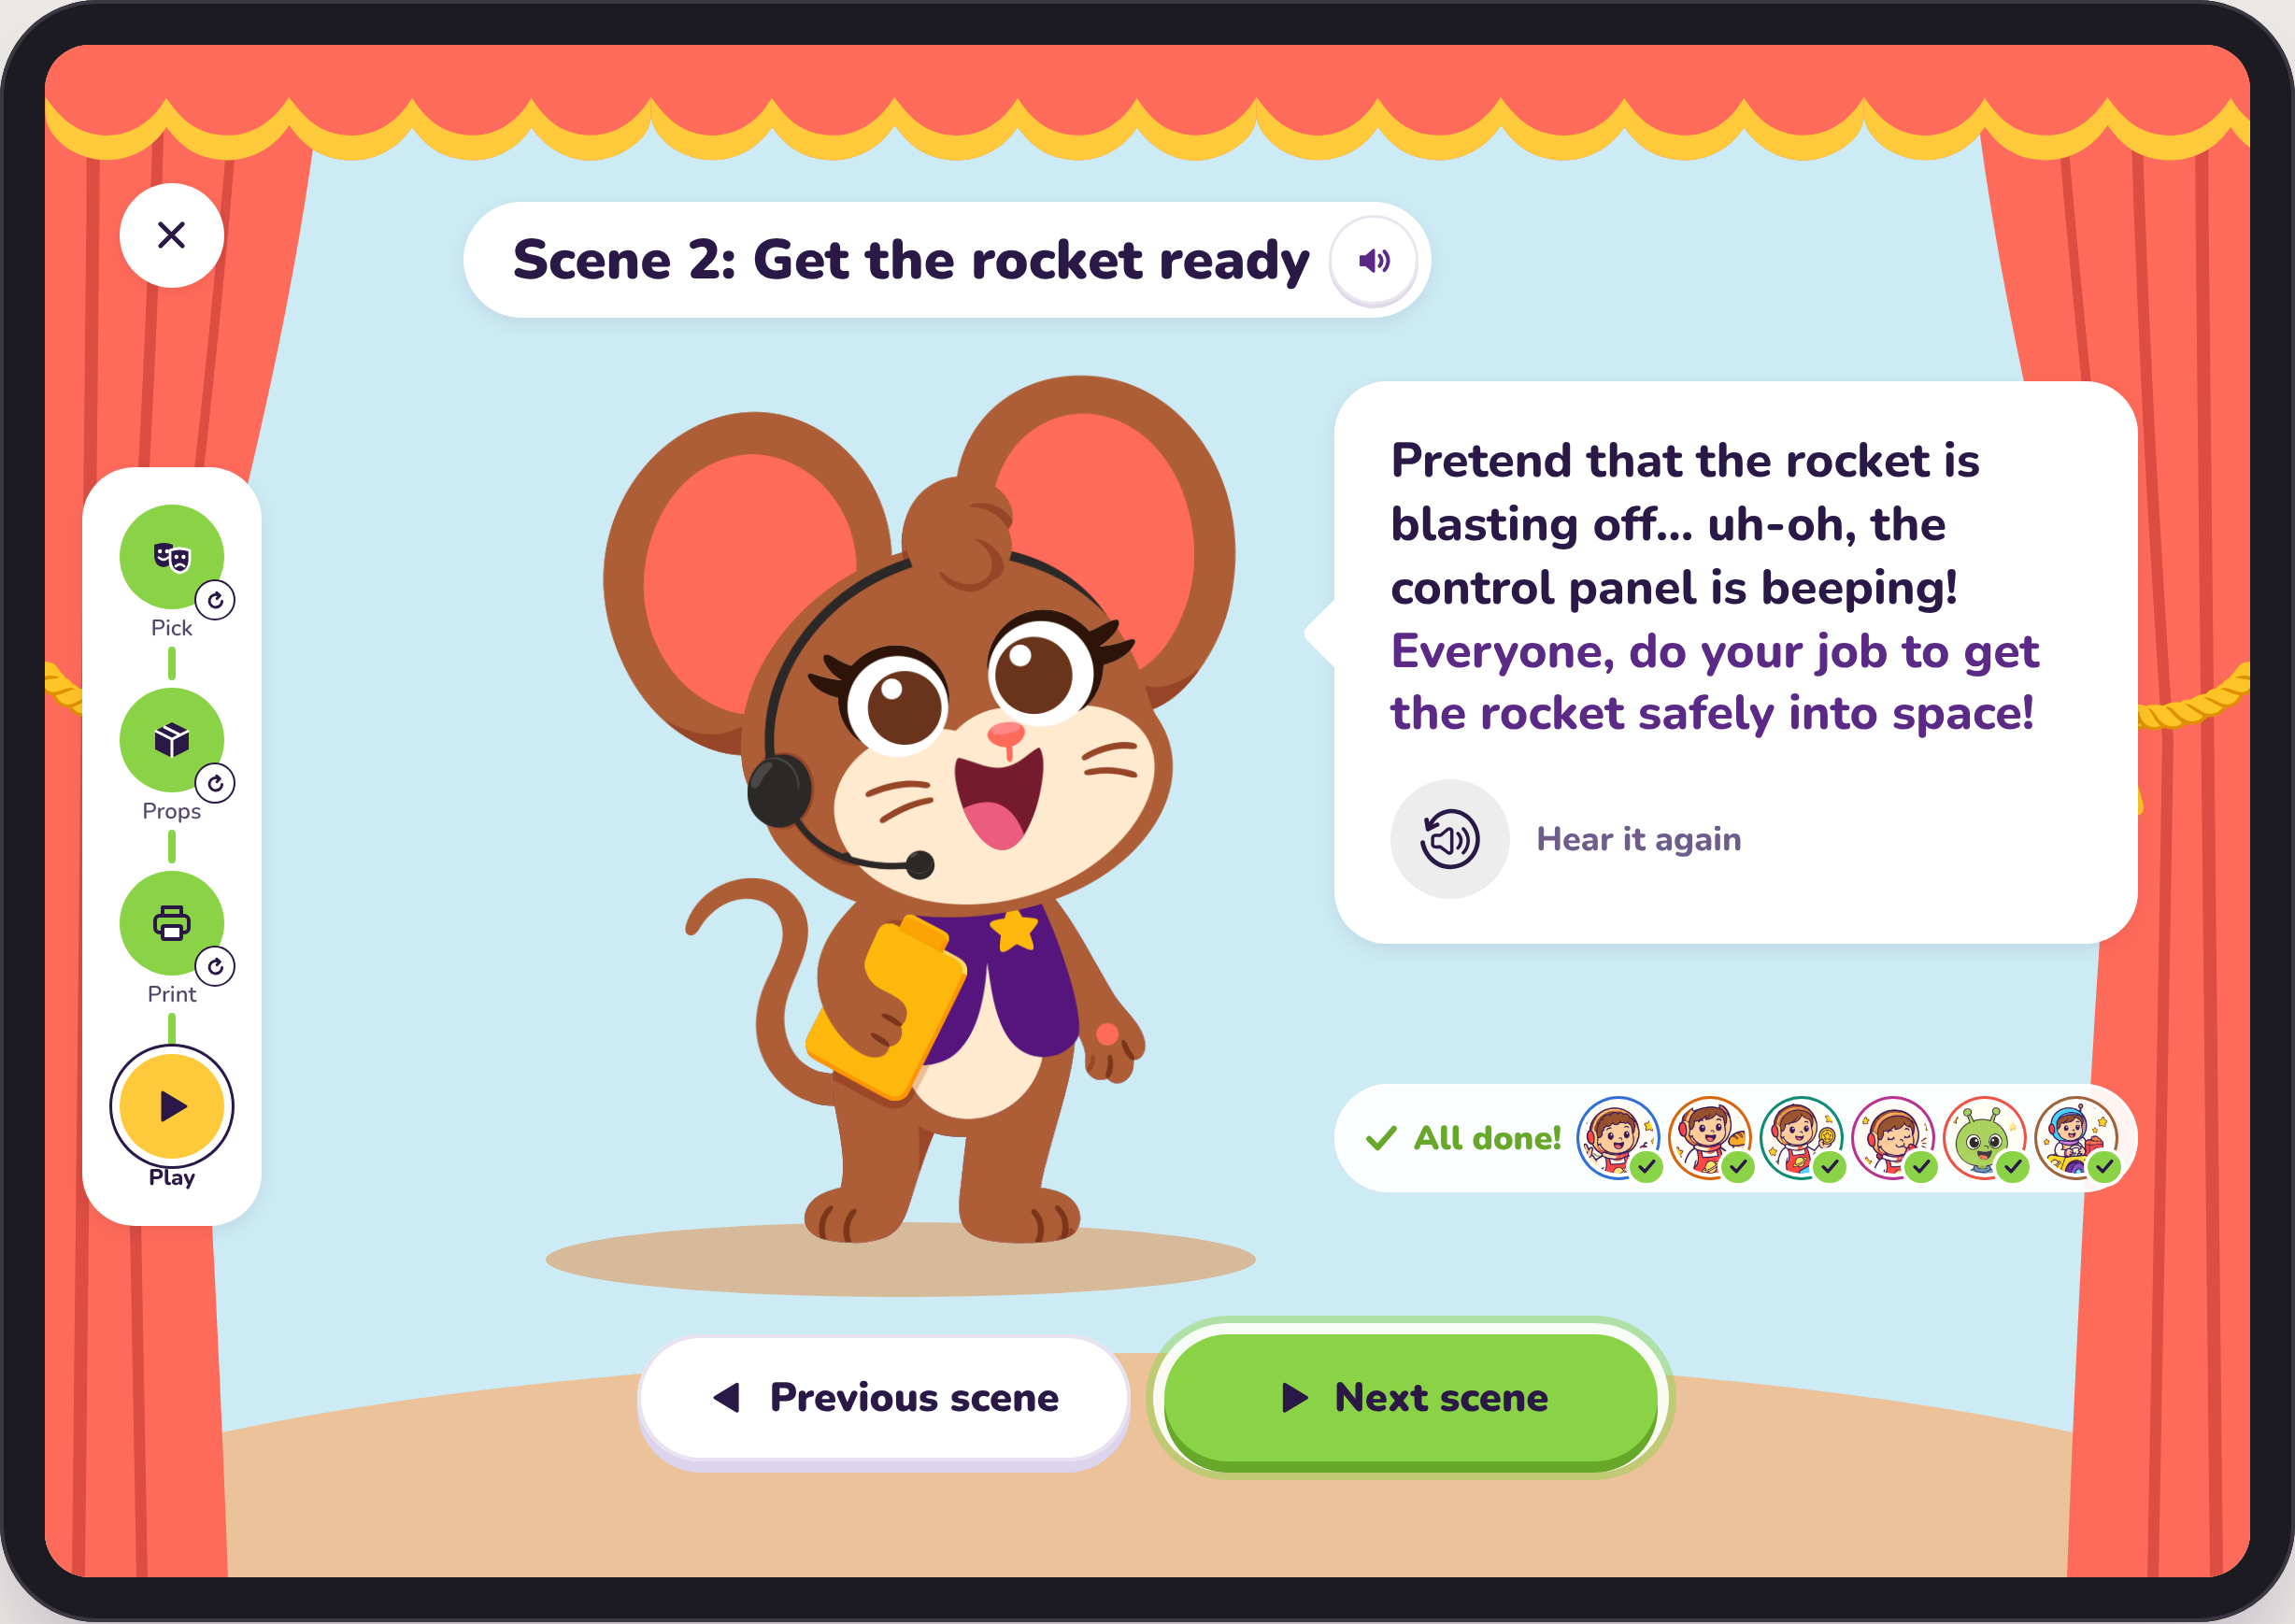 Scene 2: Get the rocket ready
Pretend that the rocket is
blasting off... uh-oh, the
control panel is beeping!
Everyone, do your job to get
the rocket safely into space!
Hear it again
Pick
Props
Print
Play
All done!
Previous scene
Next scene